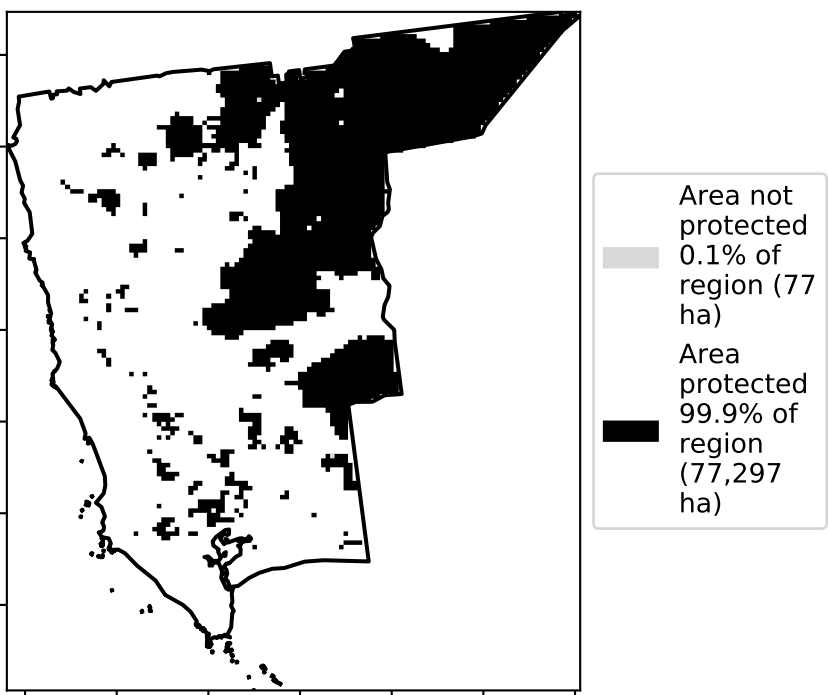 Area not
protected
0.1% of
region (77
ha)
Area
protected
99.9% of
region
(77,297
ha)